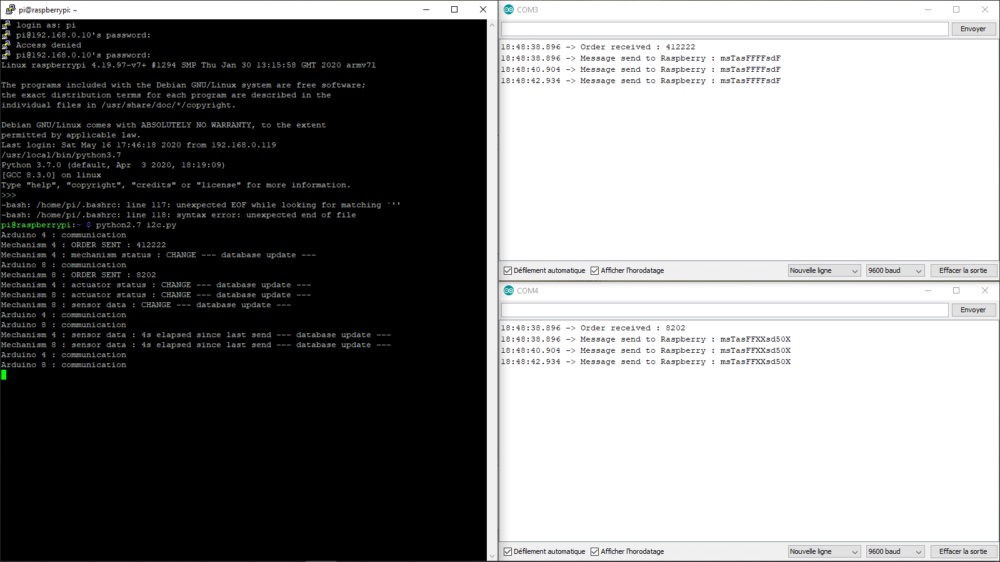 pi@raspberrypi: ~
login as: pi
pi@192.168.0.10's password:
Access denied
pi@192.168.0.10's password:
Linux raspberrypi 4.19.97-v7+ #1294 SMP Thu Jan 30 13:15:58 GMT 2020 armv7l
The programs included with the Debian GNU/Linux system are free software;
the exact distribution terms for each program are described in the
individual files in /usr/share/doc/*/copyright.
Debian GNU/Linux comes with ABSOLUTELY NO WARRANTY, to the extent
permitted by applicable law.
Last login: Sat May 16 17:46:18 2020 from 192.168.0.119
/usr/local/bin/python3.7
Python 3.7.0 (default, Apr  3 2020, 18:19:09)
[GCC 8.3.0] on linux
Type "help", "copyright", "credits" or "license" for more information.
>>>
-bash: /home/pi/.bashrc: line 117: unexpected EOF while looking for matching `''
-bash: /home/pi/.bashrc: line 118: syntax error: unexpected end of file
pi@raspberrypi:~ $ python2.7 i2c.py
Arduino 4 : communication
Mechanism 4 : ORDER SENT : 412222
Mechanism 4 : mechanism status : CHANGE --- database update ---
Arduino 8 : communication
Mechanism 8 : ORDER SENT : 8202
Mechanism 4 : actuator status : CHANGE --- database update ---
Mechanism 8 : actuator status : CHANGE --- database update ---
Mechanism 8 : sensor data : CHANGE --- database update ---
Arduino 4 : communication
Arduino 8 : communication
Mechanism 4 : sensor data : 4s elapsed since last send --- database update ---
Mechanism 8 : sensor data : 4s elapsed since last send --- database update ---
Arduino 4 : communication
Arduino 8 : communication
COM3
Envoyer
18:48:38.896 -> Order received : 412222
18:48:38.896 -> Message send to Raspberry : msTasFFFFsdF
18:48:40.904 -> Message send to Raspberry : msTasFFFFsdF
18:48:42.934 -> Message send to Raspberry : msTasFFFFsdF
Défilement automatique Afficher l'horodatage Nouvelle ligne 9600 baud Effacer la sortie
COM4
Envoyer
18:48:38.896 -> Order received : 8202
18:48:38.896 -> Message send to Raspberry : msTasFFXXsd50X
18:48:40.904 -> Message send to Raspberry : msTasFFXXsd50X
18:48:42.934 -> Message send to Raspberry : msTasFFXXsd50X
Défilement automatique Afficher l'horodatage Nouvelle ligne 9600 baud Effacer la sortie